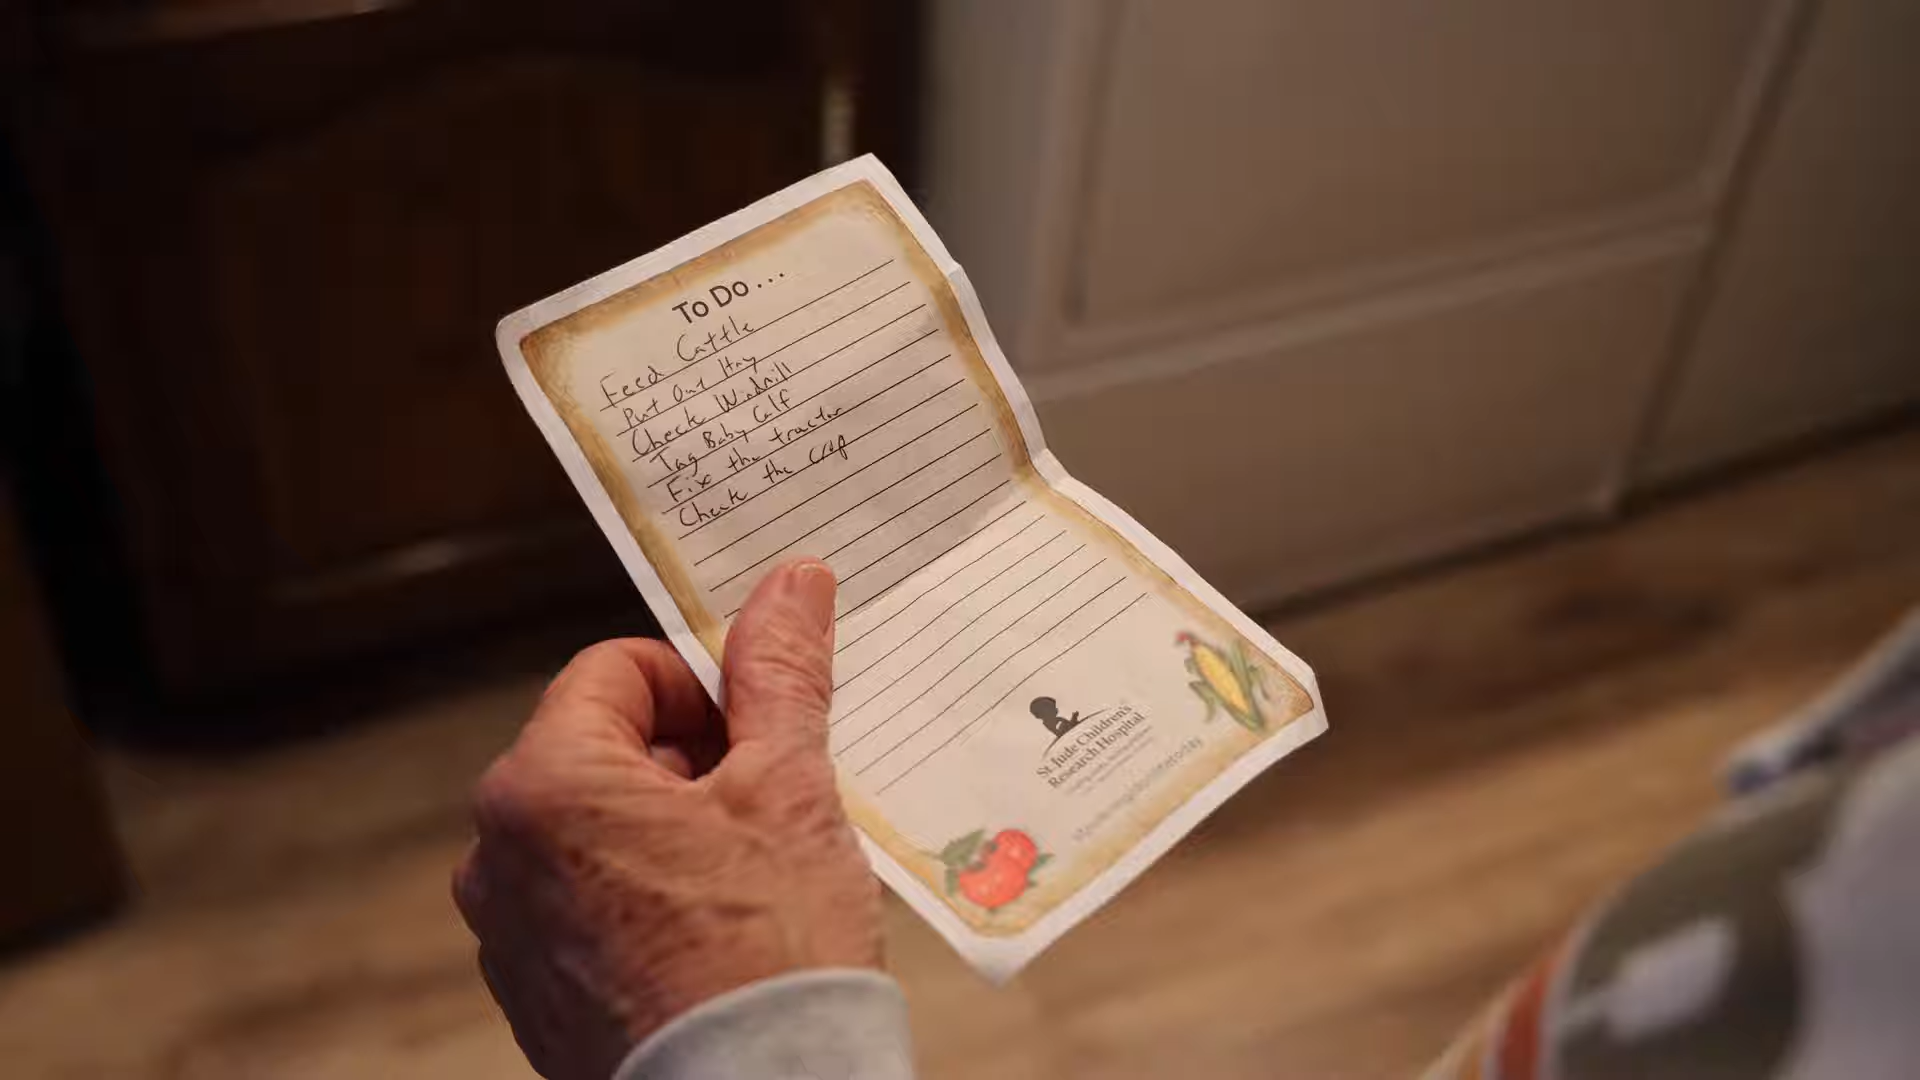 To Do...
Feed Cattle
Put Out Hay
Check Windmill
Tag Baby Calf
Fix the tractor
Check the crop
St. Jude Children's
Research Hospital